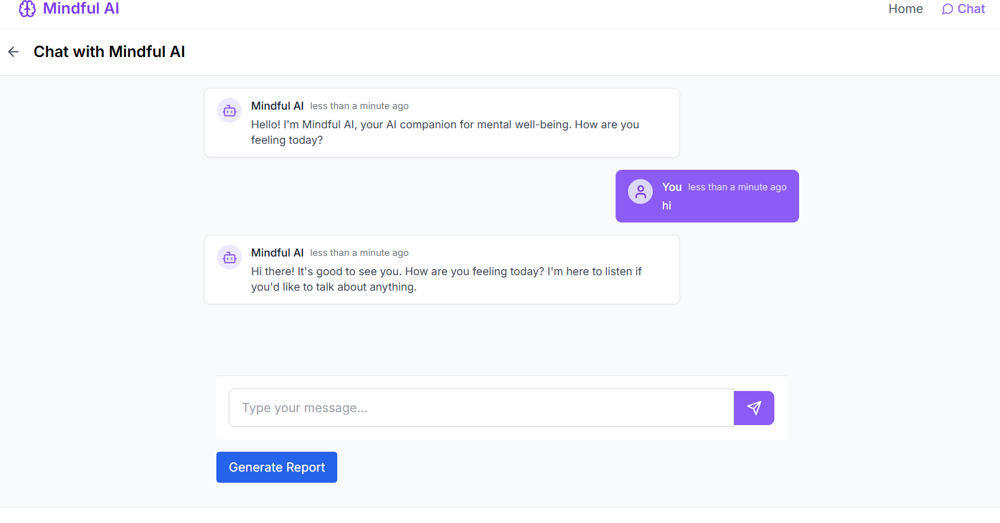 Mindful AI
Home
Chat
Chat with Mindful AI
Mindful AI less than a minute ago
Hello! I'm Mindful AI, your AI companion for mental well-being. How are you
feeling today?
You less than a minute ago
hi
Mindful AI less than a minute ago
Hi there! It's good to see you. How are you feeling today? I'm here to listen if
you'd like to talk about anything.
Type your message...
Generate Report